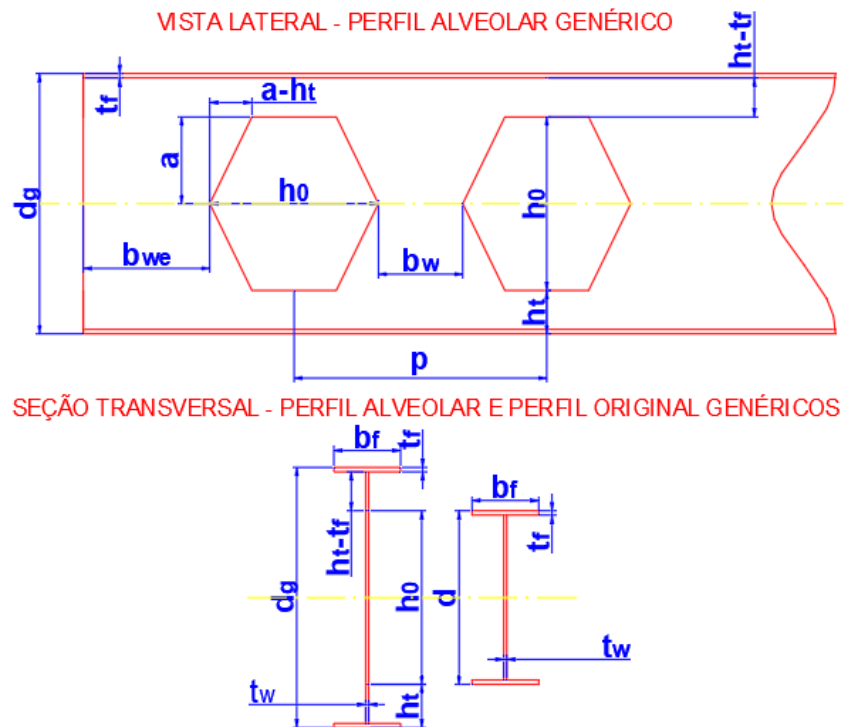 VISTA LATERAL - PERFIL ALVEOLAR GENÉRICO
ht-tf
tf
a-ht
a
h0
dg
h0
bwe
bw
ht
p
SEÇÃO TRANSVERSAL - PERFIL ALVEOLAR E PERFIL ORIGINAL GENÉRICOS
bf
tf
bf
ht-tf
tf
dg
h0
d
tw
tw
ht